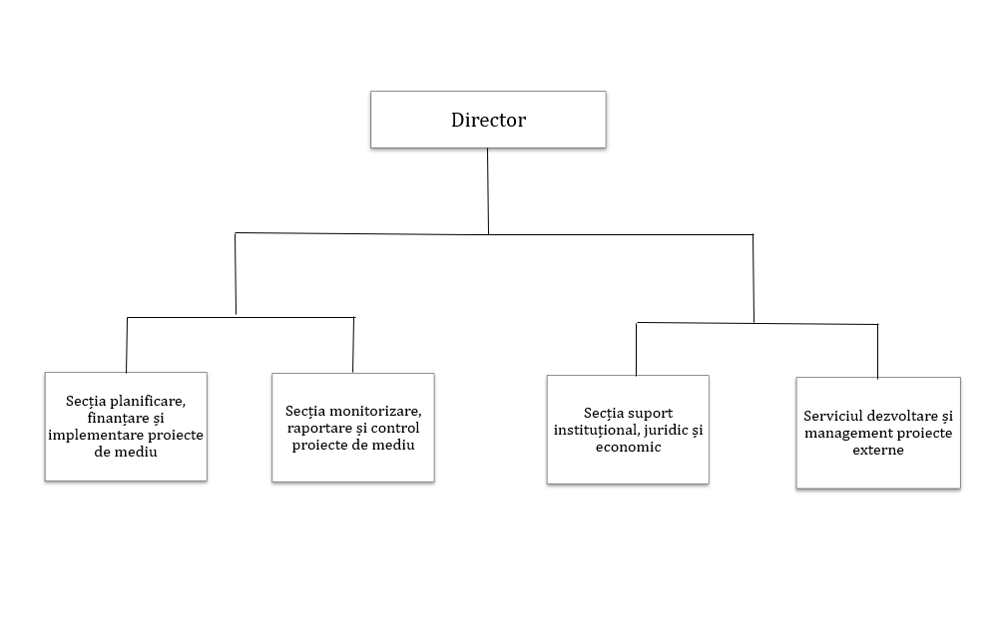 Director
Secția planificare,
finanțare și
implementare proiecte
de mediu
Secția monitorizare,
raportare și control
proiecte de mediu
Secția suport
instituțional, juridic și
economic
Serviciul dezvoltare și
management proiecte
externe